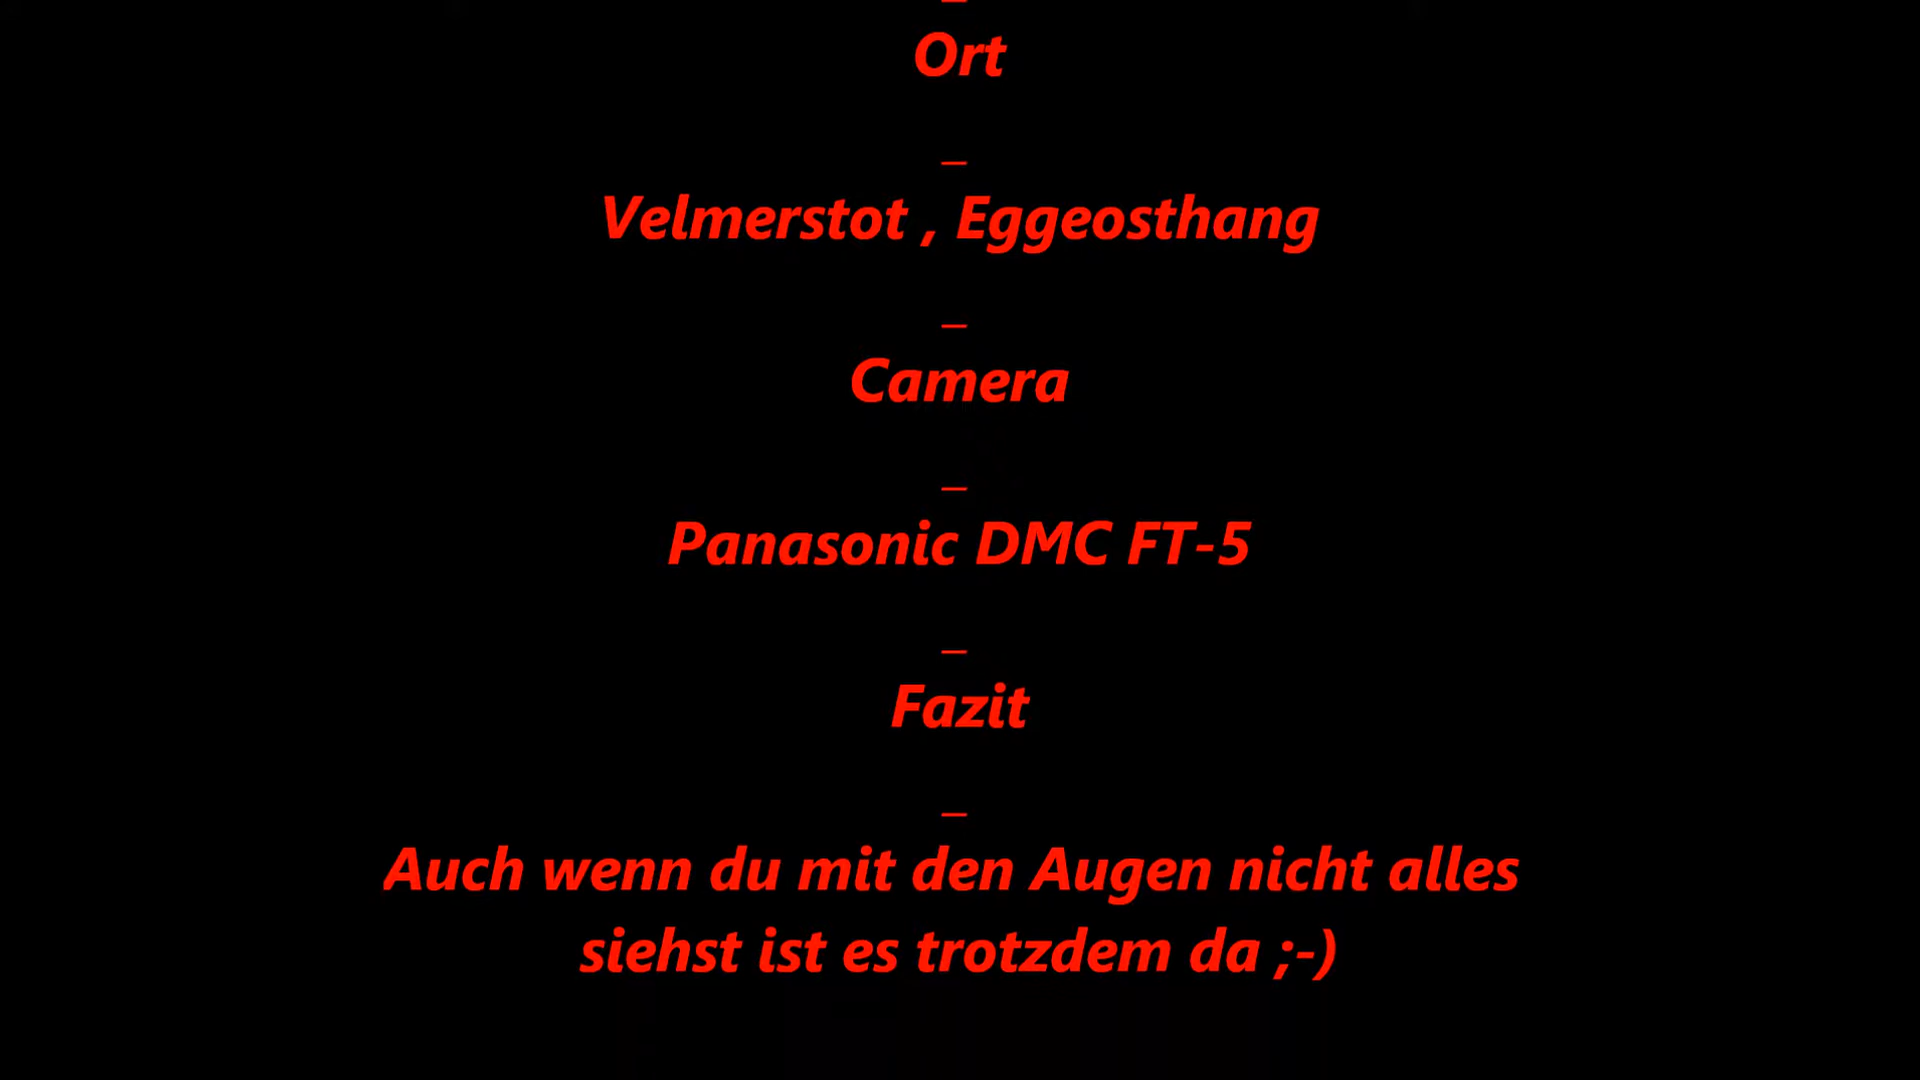 _
Ort
_
Velmerstot , Eggeosthang
_
Camera
_
Panasonic DMC FT-5
_
Fazit
_
Auch wenn du mit den Augen nicht alles
siehst ist es trotzdem da ;-)